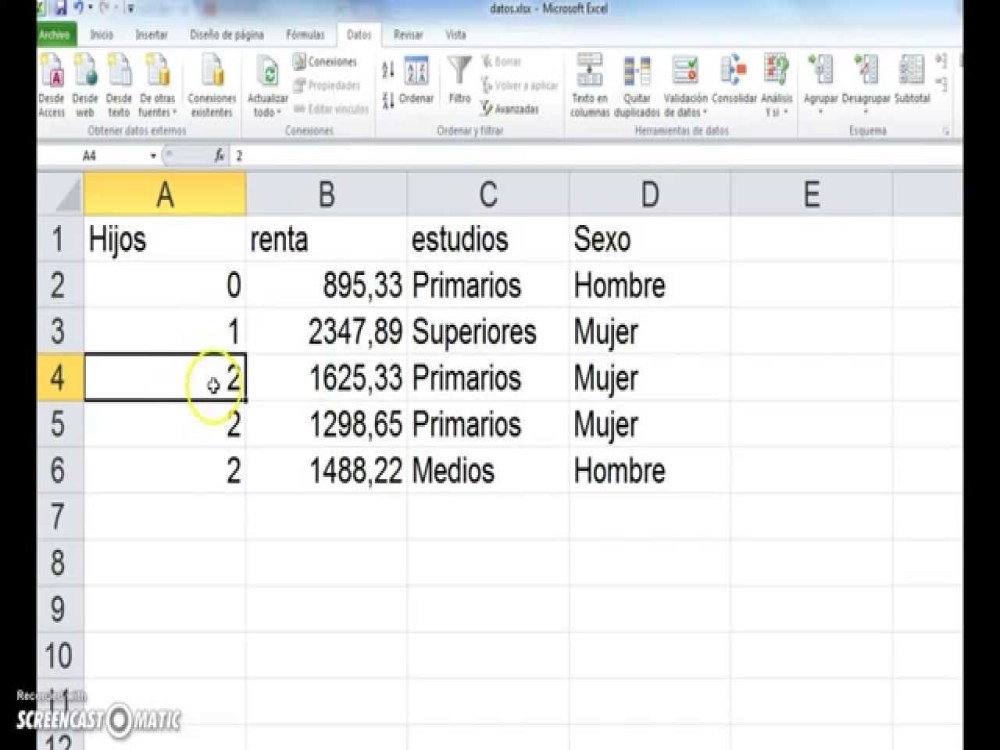 datos.xlsx - Microsoft Excel
Archivo Inicio Insertar Diseño de página Fórmulas Datos Revisar Vista
Desde Access Desde web Desde texto De otras fuentes Conexiones existentes
Obtener datos externos
Actualizar todo Conexiones Propiedades Editar vínculos
Conexiones
Ordenar Filtro Borrar Volver a aplicar Avanzadas
Ordenar y filtrar
Texto en columnas Quitar duplicados Validación de datos Consolidar Análisis Y si
Herramientas de datos
Agrupar Desagrupar Subtotal
Esquema
A4 fx 2
A B C D E
1 Hijos renta estudios Sexo
2 0 895,33 Primarios Hombre
3 1 2347,89 Superiores Mujer
4 2 1625,33 Primarios Mujer
5 2 1298,65 Primarios Mujer
6 2 1488,22 Medios Hombre
7
8
9
10
11
12
Recorded with
SCREENCAST O MATIC